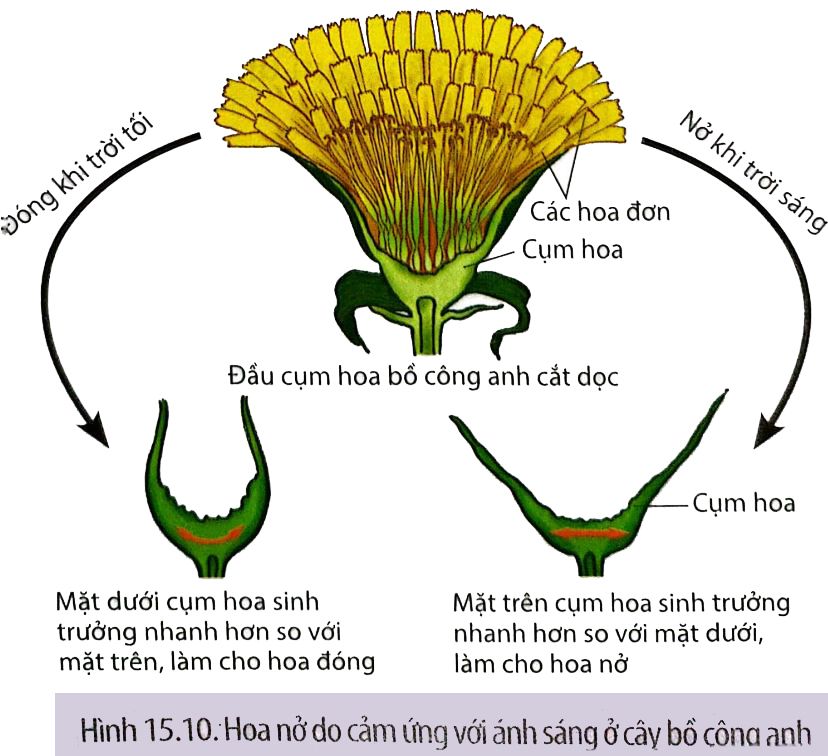 Đóng khi trời tối
Nở khi trời sáng
Các hoa đơn
Cụm hoa
Đầu cụm hoa bồ công anh cắt dọc
Cụm hoa
Mặt dưới cụm hoa sinh
trưởng nhanh hơn so với
mặt trên, làm cho hoa đóng
Mặt trên cụm hoa sinh trưởng
nhanh hơn so với mặt dưới,
làm cho hoa nở
Hình 15.10. Hoa nở do cảm ứng với ánh sáng ở cây bồ công anh